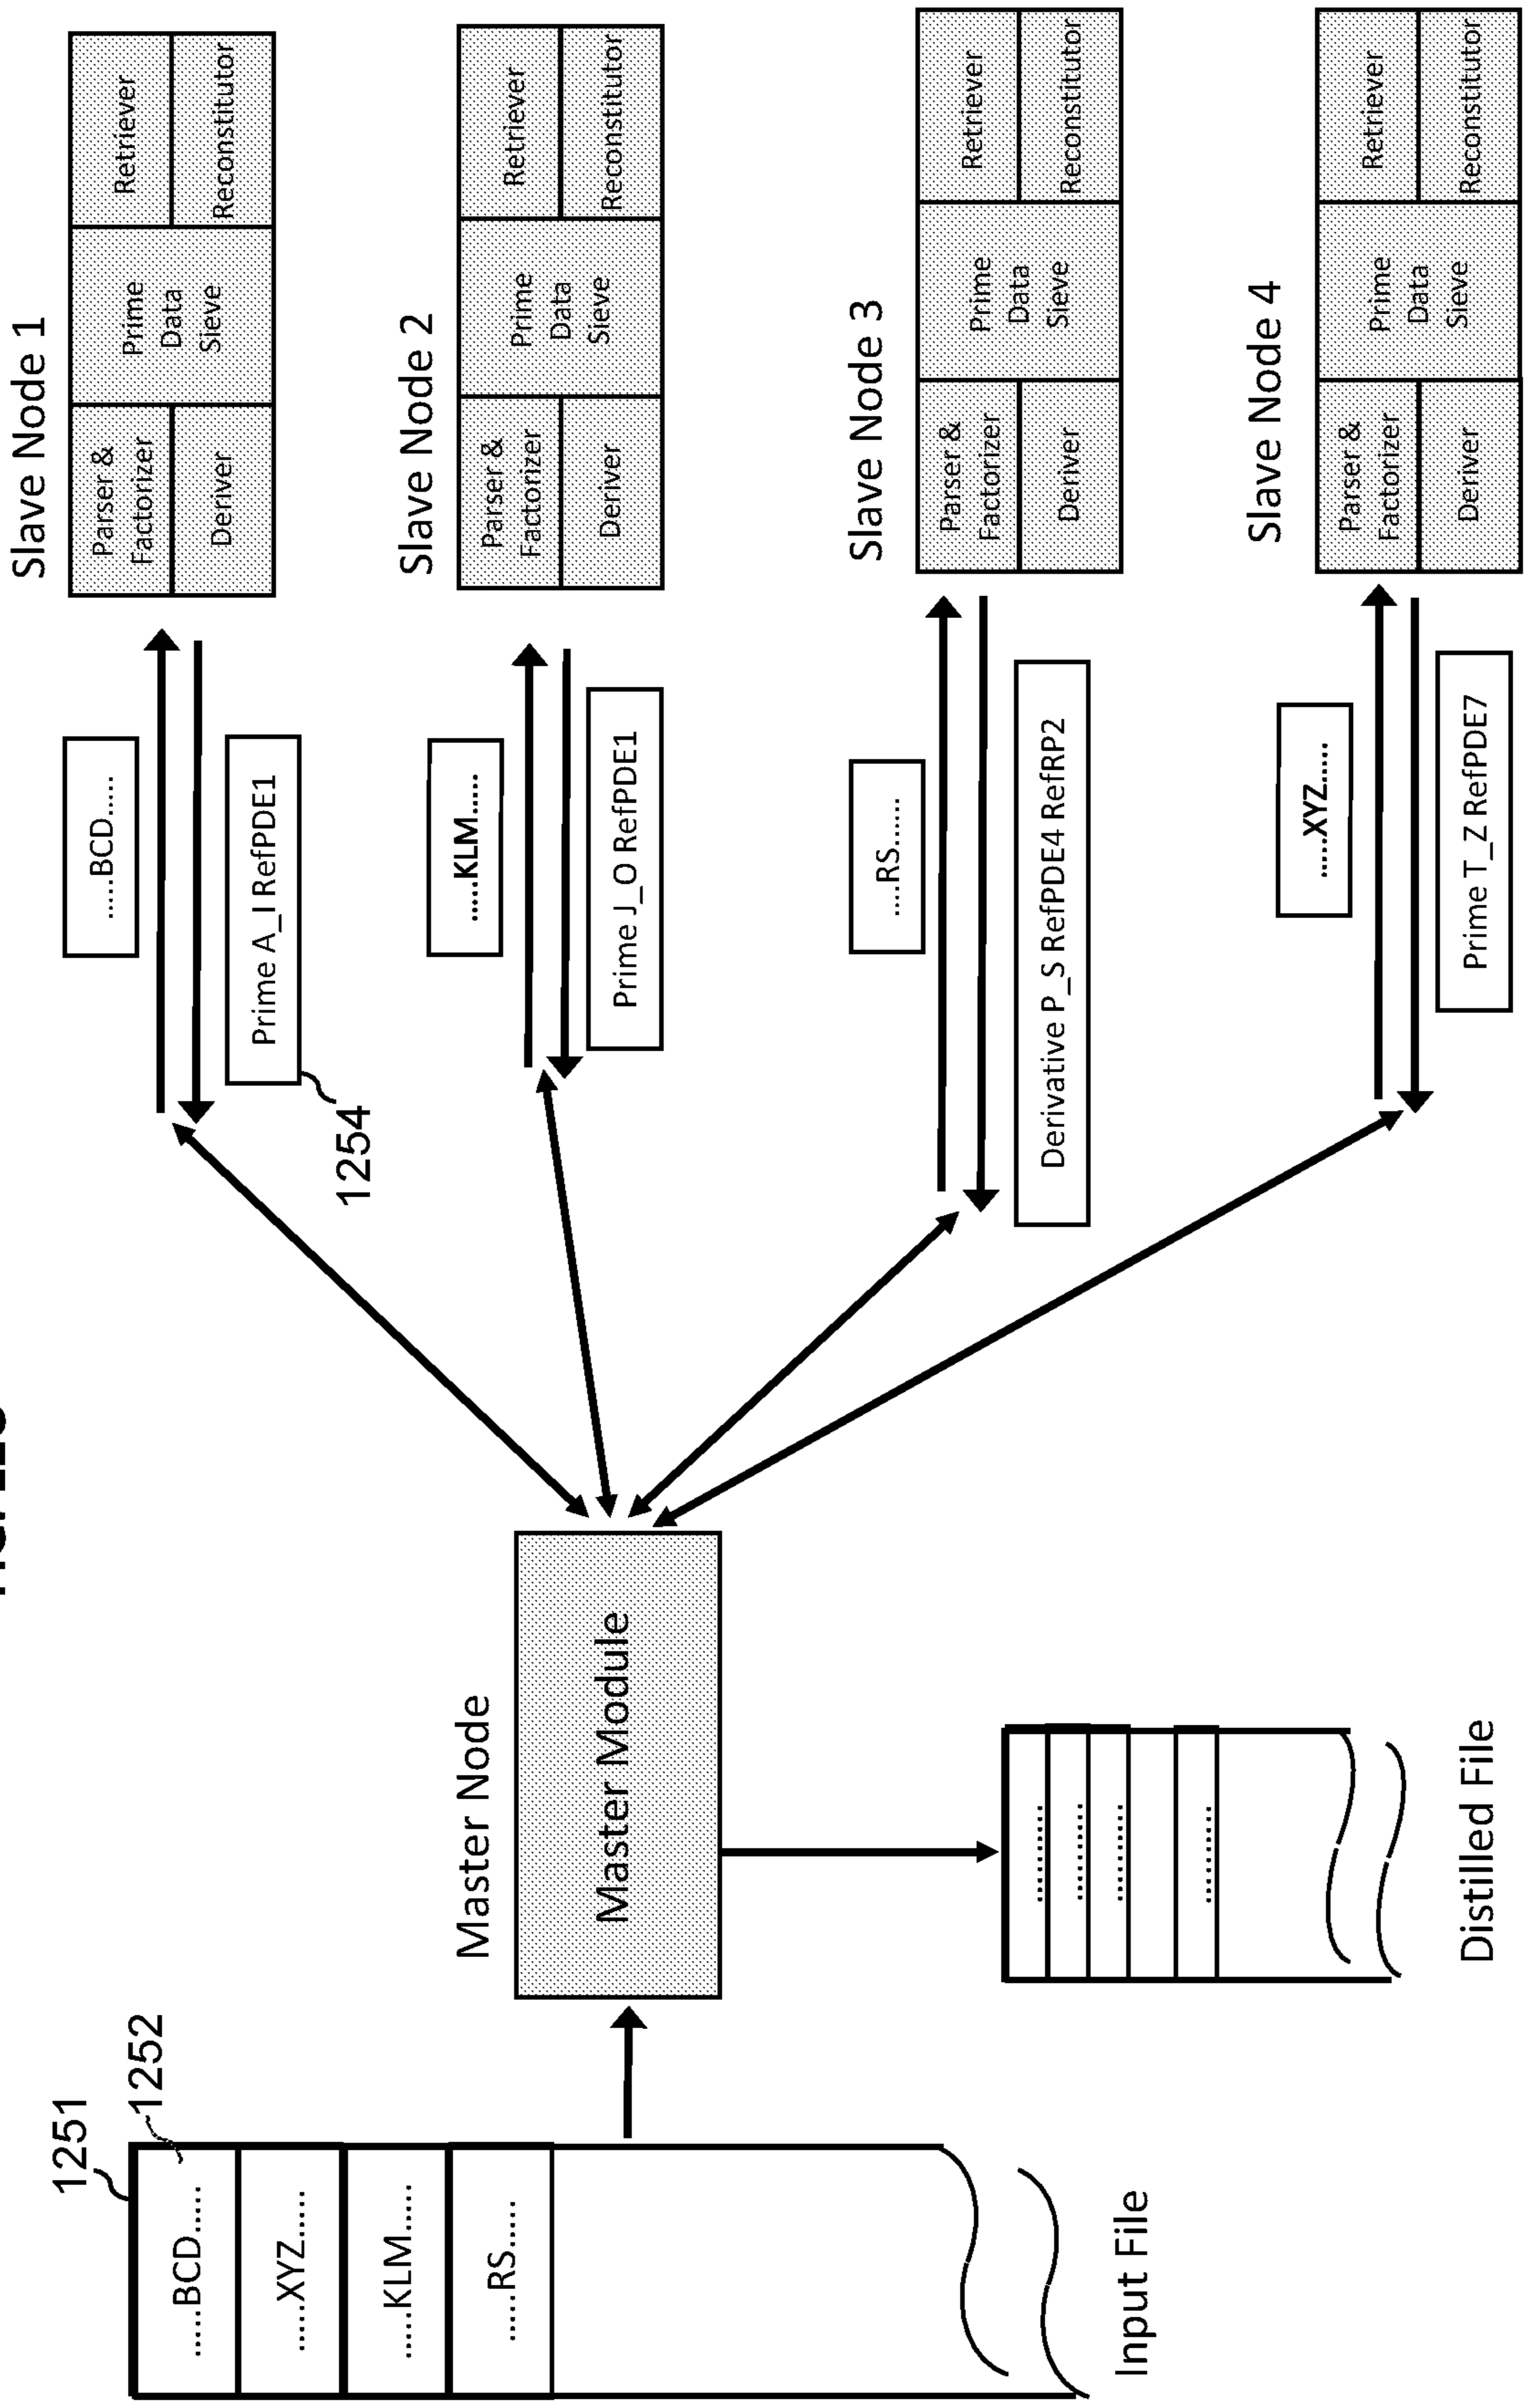 Slave Node 1
Parser &
Factorizer
Deriver
Prime
Data
Sieve
Retriever
Reconstitutor
.....BCD.....
Prime A_I RefPDE1
1254
Slave Node 2
Parser &
Factorizer
Deriver
Prime
Data
Sieve
Retriever
Reconstitutor
.....KLM.....
Prime J_O RefPDE1
Slave Node 3
Parser &
Factorizer
Deriver
Prime
Data
Sieve
Retriever
Reconstitutor
.....RS......
Derivative P_S RefPDE4 RefRP2
Slave Node 4
Parser &
Factorizer
Deriver
Prime
Data
Sieve
Retriever
Reconstitutor
.....XYZ.....
Prime T_Z RefPDE7
Master Node
Master Module
1251
1252
......BCD.....
......XYZ.....
......KLM.....
......RS.....
Input File
..........
..........
..........
..........
Distilled File